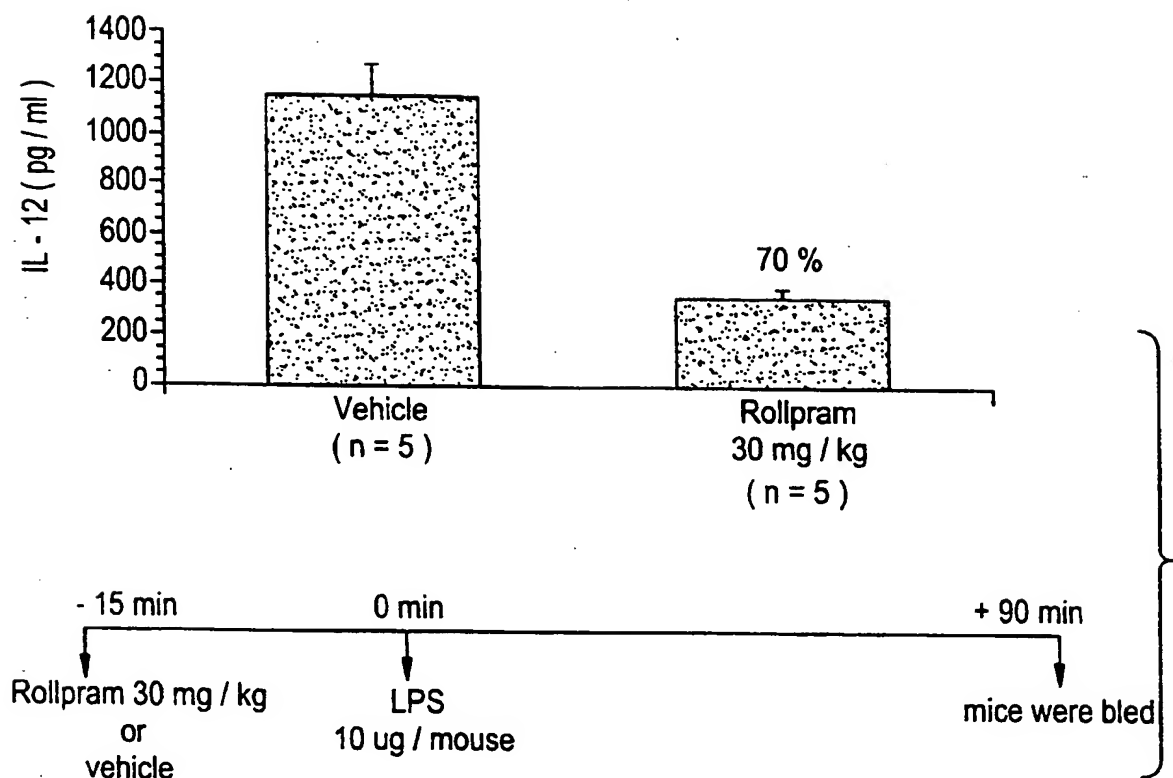 IL - 12 ( pg / ml )
1400
1200
1000
800
600
400
200
0
70 %
Vehicle
( n = 5 )
Rollpram
30 mg / kg
( n = 5 )
- 15 min
0 min
+ 90 min
Rollpram 30 mg / kg
or
vehicle
LPS
10 ug / mouse
mice were bled